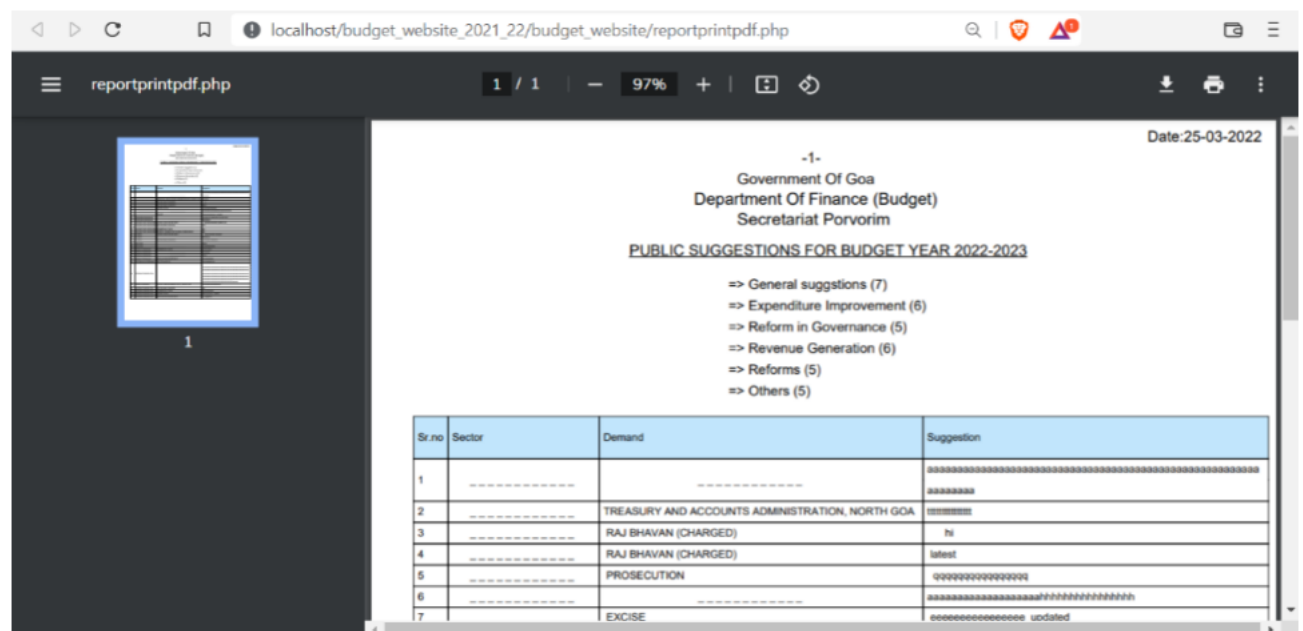 localhost/budget_website_2021_22/budget_website/reportprintpdf.php
1
reportprintpdf.php
1 / 1
97%
1
Date:25-03-2022
-1-
Government Of Goa
Department Of Finance (Budget)
Secretariat Porvorim
PUBLIC SUGGESTIONS FOR BUDGET YEAR 2022-2023
=> General suggstions (7)
=> Expenditure Improvement (6)
=> Reform in Governance (5)
=> Revenue Generation (6)
=> Reforms (5)
=> Others (5)
Sr.no Sector Demand Suggestion
1
2 TREASURY AND ACCOUNTS ADMINISTRATION, NORTH GOA
3 RAJ BHAVAN (CHARGED) hi
4 RAJ BHAVAN (CHARGED) latest
5 PROSECUTION
6
7 EXCISE updated